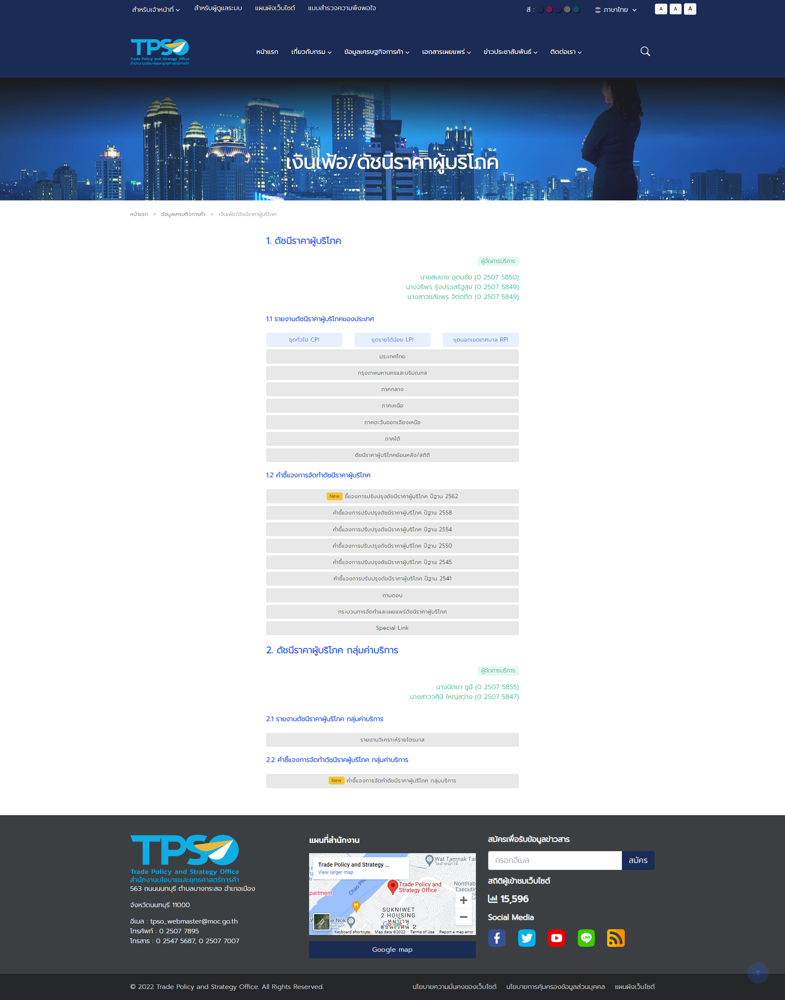 สำหรับเจ้าหน้าที่
สำหรับผู้ดูแลระบบ
แผนผังเว็บไซต์
แบบสำรวจความพึงพอใจ
สี :
ภาษาไทย
A A A
TPSO
Trade Policy and Strategy Office
สำนักงานนโยบายและยุทธศาสตร์การค้า
หน้าแรก
เกี่ยวกับกรม
ข้อมูลเศรษฐกิจการค้า
เอกสารเผยแพร่
ข่าวประชาสัมพันธ์
ติดต่อเรา
เงินเฟ้อ/ดัชนีราคาผู้บริโภค
หน้าแรก > ข้อมูลเศรษกิจการค้า > เงินเฟ้อ/ดัชนีราคาผู้บริโภค
1. ดัชนีราคาผู้บริโภค
ผู้จัดการบริการ
นายสมเดช อุดมชัย (0 2507 5850)
นางจรีพร รุ่งประเสริฐสุข (0 2507 5849)
นางสาวชลัยพร จิตตทัต (0 2507 5849)
1.1 รายงานดัชนีราคาผู้บริโภคของประเทศ
ชุดทั่วไป CPI
ชุดรายได้น้อย LPI
ชุดนอกเขตเทศบาล RPI
ประเทศไทย
กรุงเทพมหานครและบริมณฑล
ภาคกลาง
ภาคเหนือ
ภาคตะวันออกเฉียงเหนือ
ภาคใต้
ดัชนีราคาผู้บริโภคย้อนหลัง/สถิติ
1.2 คำชี้แจงการจัดทำดัชนีราคาผู้บริโภค
New ชี้แจงการปรับปรุงดัชนีราคาผู้บริโภค ปีฐาน 2562
คำชี้แจงการปรับปรุงดัชนีราคาผู้บริโภค ปีฐาน 2558
คำชี้แจงการปรับปรุงดัชนีราคาผู้บริโภค ปีฐาน 2554
คำชี้แจงการปรับปรุงดัชนีราคาผู้บริโภค ปีฐาน 2550
คำชี้แจงการปรับปรุงดัชนีราคาผู้บริโภค ปีฐาน 2545
คำชี้แจงการปรับปรุงดัชนีราคาผู้บริโภค ปีฐาน 2541
ถามตอบ
กระบวนการจัดทำและเผยแพร่ดัชนีราคาผู้บริโภค
Special Link
2. ดัชนีราคาผู้บริโภค กลุ่มค่าบริการ
ผู้จัดการบริการ
นางนิตยา ชูมี (0 2507 5855)
นางสาววศินี ใหญ่สว่าง (0 2507 5847)
2.1 รายงานดัชนีราคาผู้บริโภค กลุ่มค่าบริการ
รายงานวิเคราะห์รายไตรมาส
2.2 คำชี้แจงการจัดทำดัชนีราคผู้บริโภค กลุ่มค่าบริการ
New คำชี้แจงการจัดทำดัชนีราคาผู้บริโภค กลุ่มบริการ
TPSO
Trade Policy and Strategy Office
สำนักงานนโยบายและยุทธศาสตร์การค้า
563 ถนนนนทบุรี ตำบลบางกระสอ อำเภอเมือง
จังหวัดนนทบุรี 11000
อีเมล : tpso_webmaster@moc.go.th
โทรศัพท์ : 0 2507 7895
โทรสาร : 0 2547 5687, 0 2507 7007
แผนที่สำนักงาน
Trade Policy and Strategy ...
View larger map
Wat Tamnak Tai
วัดตำหนักใต้
Trade Policy and
Strategy Office
Nonthab
Executi
partment
Chao Ph
SUKNIWET
2 HOUSING
หมู่บ้าน
สุขนิเวศน์ 2
ne Nok
Google
Keyboard shortcuts
Map data ©2022
Terms of Use
Report a map error
Google map
สมัครเพื่อรับข้อมูลข่าวสาร
กรอกอีเมล
สมัคร
สถิติผู้เข้าชมเว็บไซต์
15,596
Social Media
LINE
© 2022 Trade Policy and Strategy Office. All Rights Reserved.
นโยบายความมั่นคงของเว็บไซต์
นโยบายการคุ้มครองข้อมูลส่วนบุคคล
แผนผังเว็บไซต์